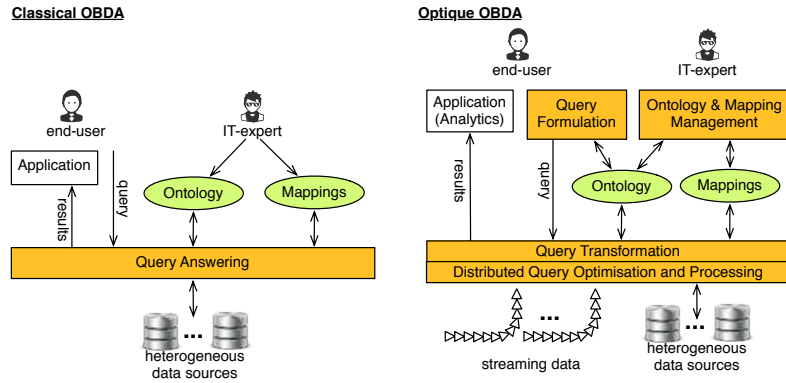 Classical OBDA
end-user
IT-expert
Application
results
query
Ontology
Mappings
Query Answering
...
heterogeneous
data sources
Optique OBDA
end-user
IT-expert
Application
(Analytics)
Query
Formulation
Ontology & Mapping
Management
results
query
Ontology
Mappings
Query Transformation
Distributed Query Optimisation and Processing
...
...
streaming data
heterogeneous
data sources